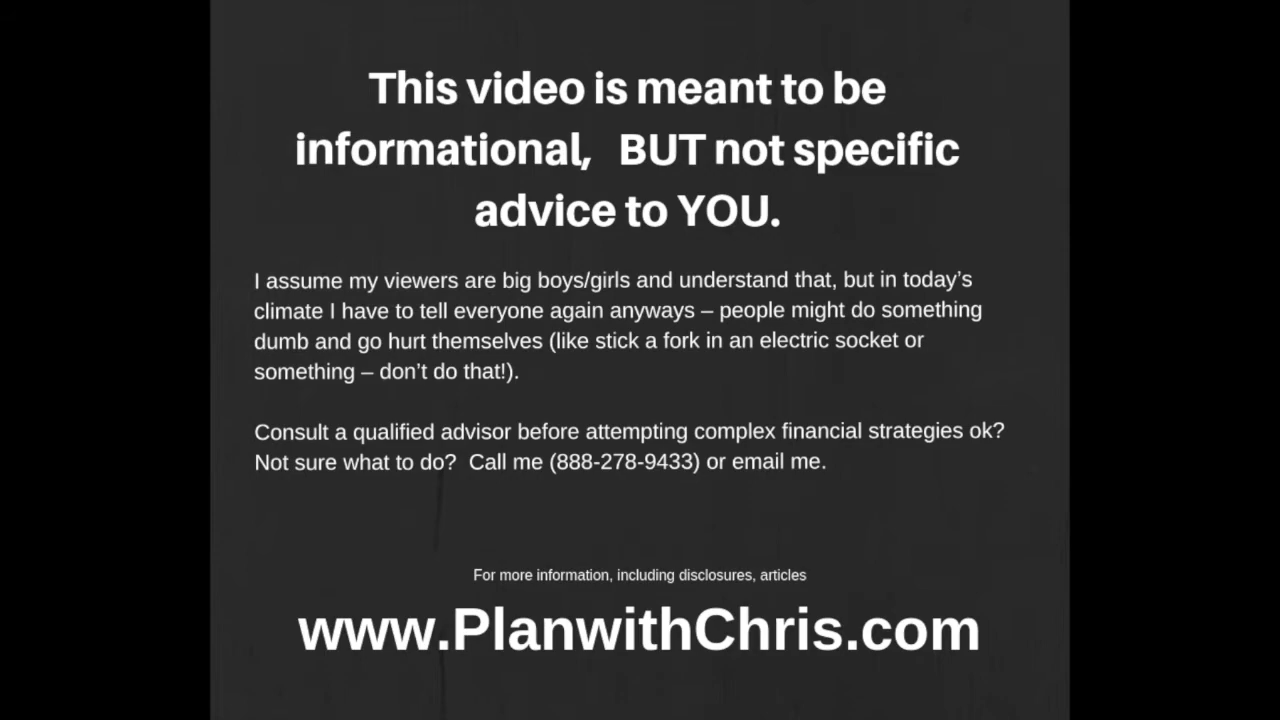 This video is meant to be
informational, BUT not specific
advice to YOU.
I assume my viewers are big boys/girls and understand that, but in today’s
climate I have to tell everyone again anyways – people might do something
dumb and go hurt themselves (like stick a fork in an electric socket or
something – don’t do that!).
Consult a qualified advisor before attempting complex financial strategies ok?
Not sure what to do? Call me (888-278-9433) or email me.
For more information, including disclosures, articles
www.PlanwithChris.com